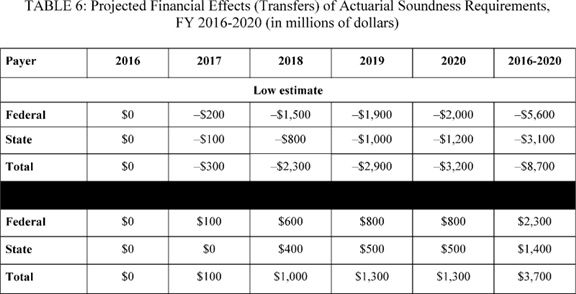 TABLE 6: Projected Financial Effects (Transfers) of Actuarial Soundness Requirements,
FY 2016-2020 (in millions of dollars)
Payer 2016 2017 2018 2019 2020 2016-2020
Low estimate
Federal $0 –$200 –$1,500 –$1,900 –$2,000 –$5,600
State $0 –$100 –$800 –$1,000 –$1,200 –$3,100
Total $0 –$300 –$2,300 –$2,900 –$3,200 –$8,700
Federal $0 $100 $600 $800 $800 $2,300
State $0 $0 $400 $500 $500 $1,400
Total $0 $100 $1,000 $1,300 $1,300 $3,700